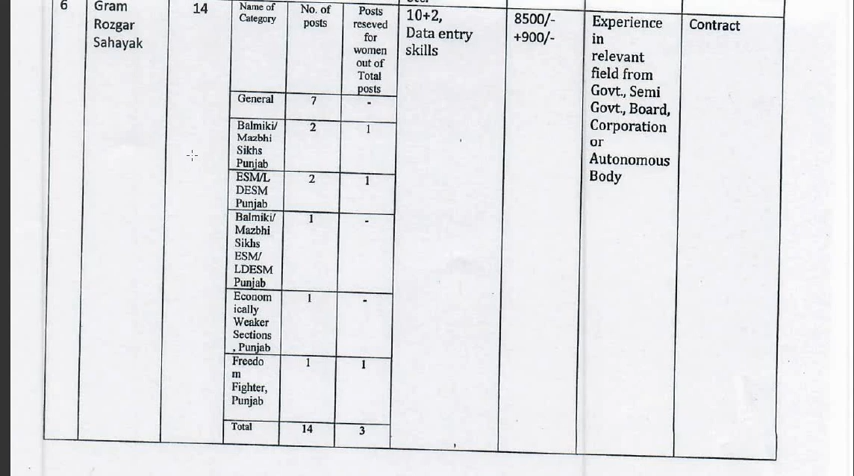 6
Gram
Rozgar
Sahayak
14
Name of
Category
No. of
posts
Posts
reseved
for
women
out of
Total
posts
General
7
-
Balmiki/
Mazbhi
Sikhs
Punjab
2
1
ESM/L
DESM
Punjab
2
1
Balmiki/
Mazbhi
Sikhs
ESM/
LDESM
Punjab
1
-
Econom
ically
Weaker
Sections
, Punjab
1
-
Freedo
m
Fighter,
Punjab
1
1
Total
14
3
10+2,
Data entry
skills
8500/-
+900/-
Experience
in
relevant
field from
Govt., Semi
Govt., Board,
Corporation
or
Autonomous
Body
Contract